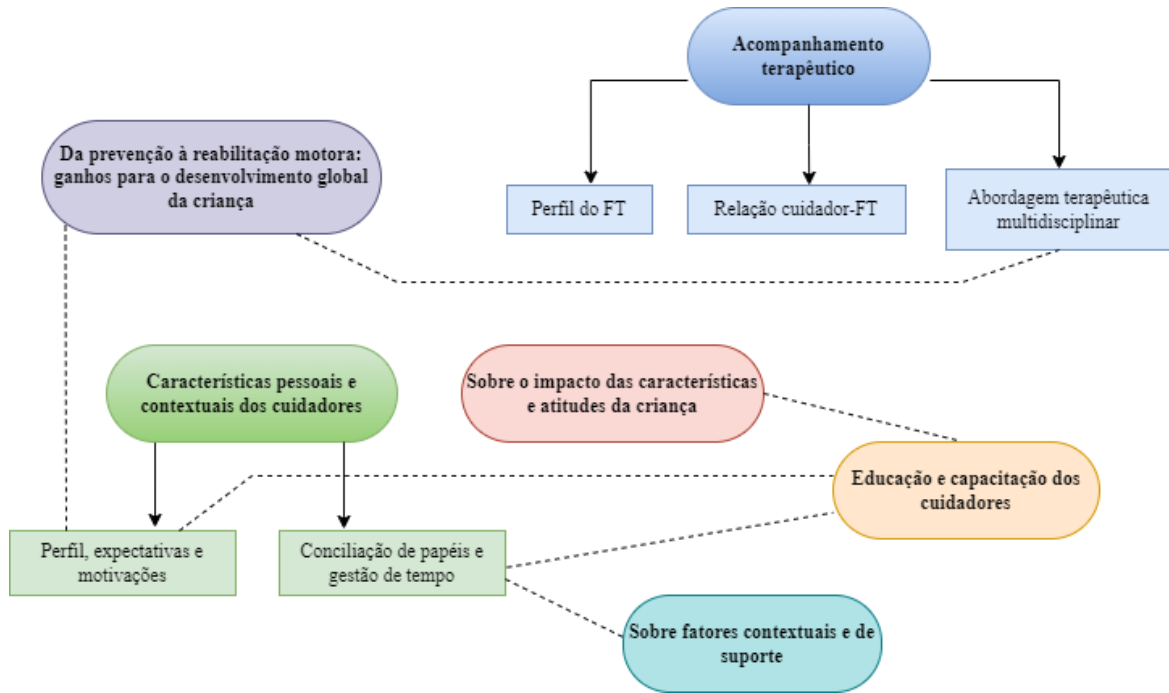 Acompanhamento
terapêutico
Da prevenção à reabilitação motora:
ganhos para o desenvolvimento global
da criança
Perfil do FT
Relação cuidador-FT
Abordagem terapêutica
multidisciplinar
Características pessoais e
contextuais dos cuidadores
Sobre o impacto das características
e atitudes da criança
Educação e capacitação dos
cuidadores
Perfil, expectativas e
motivações
Conciliação de papéis e
gestão de tempo
Sobre fatores contextuais e de
suporte